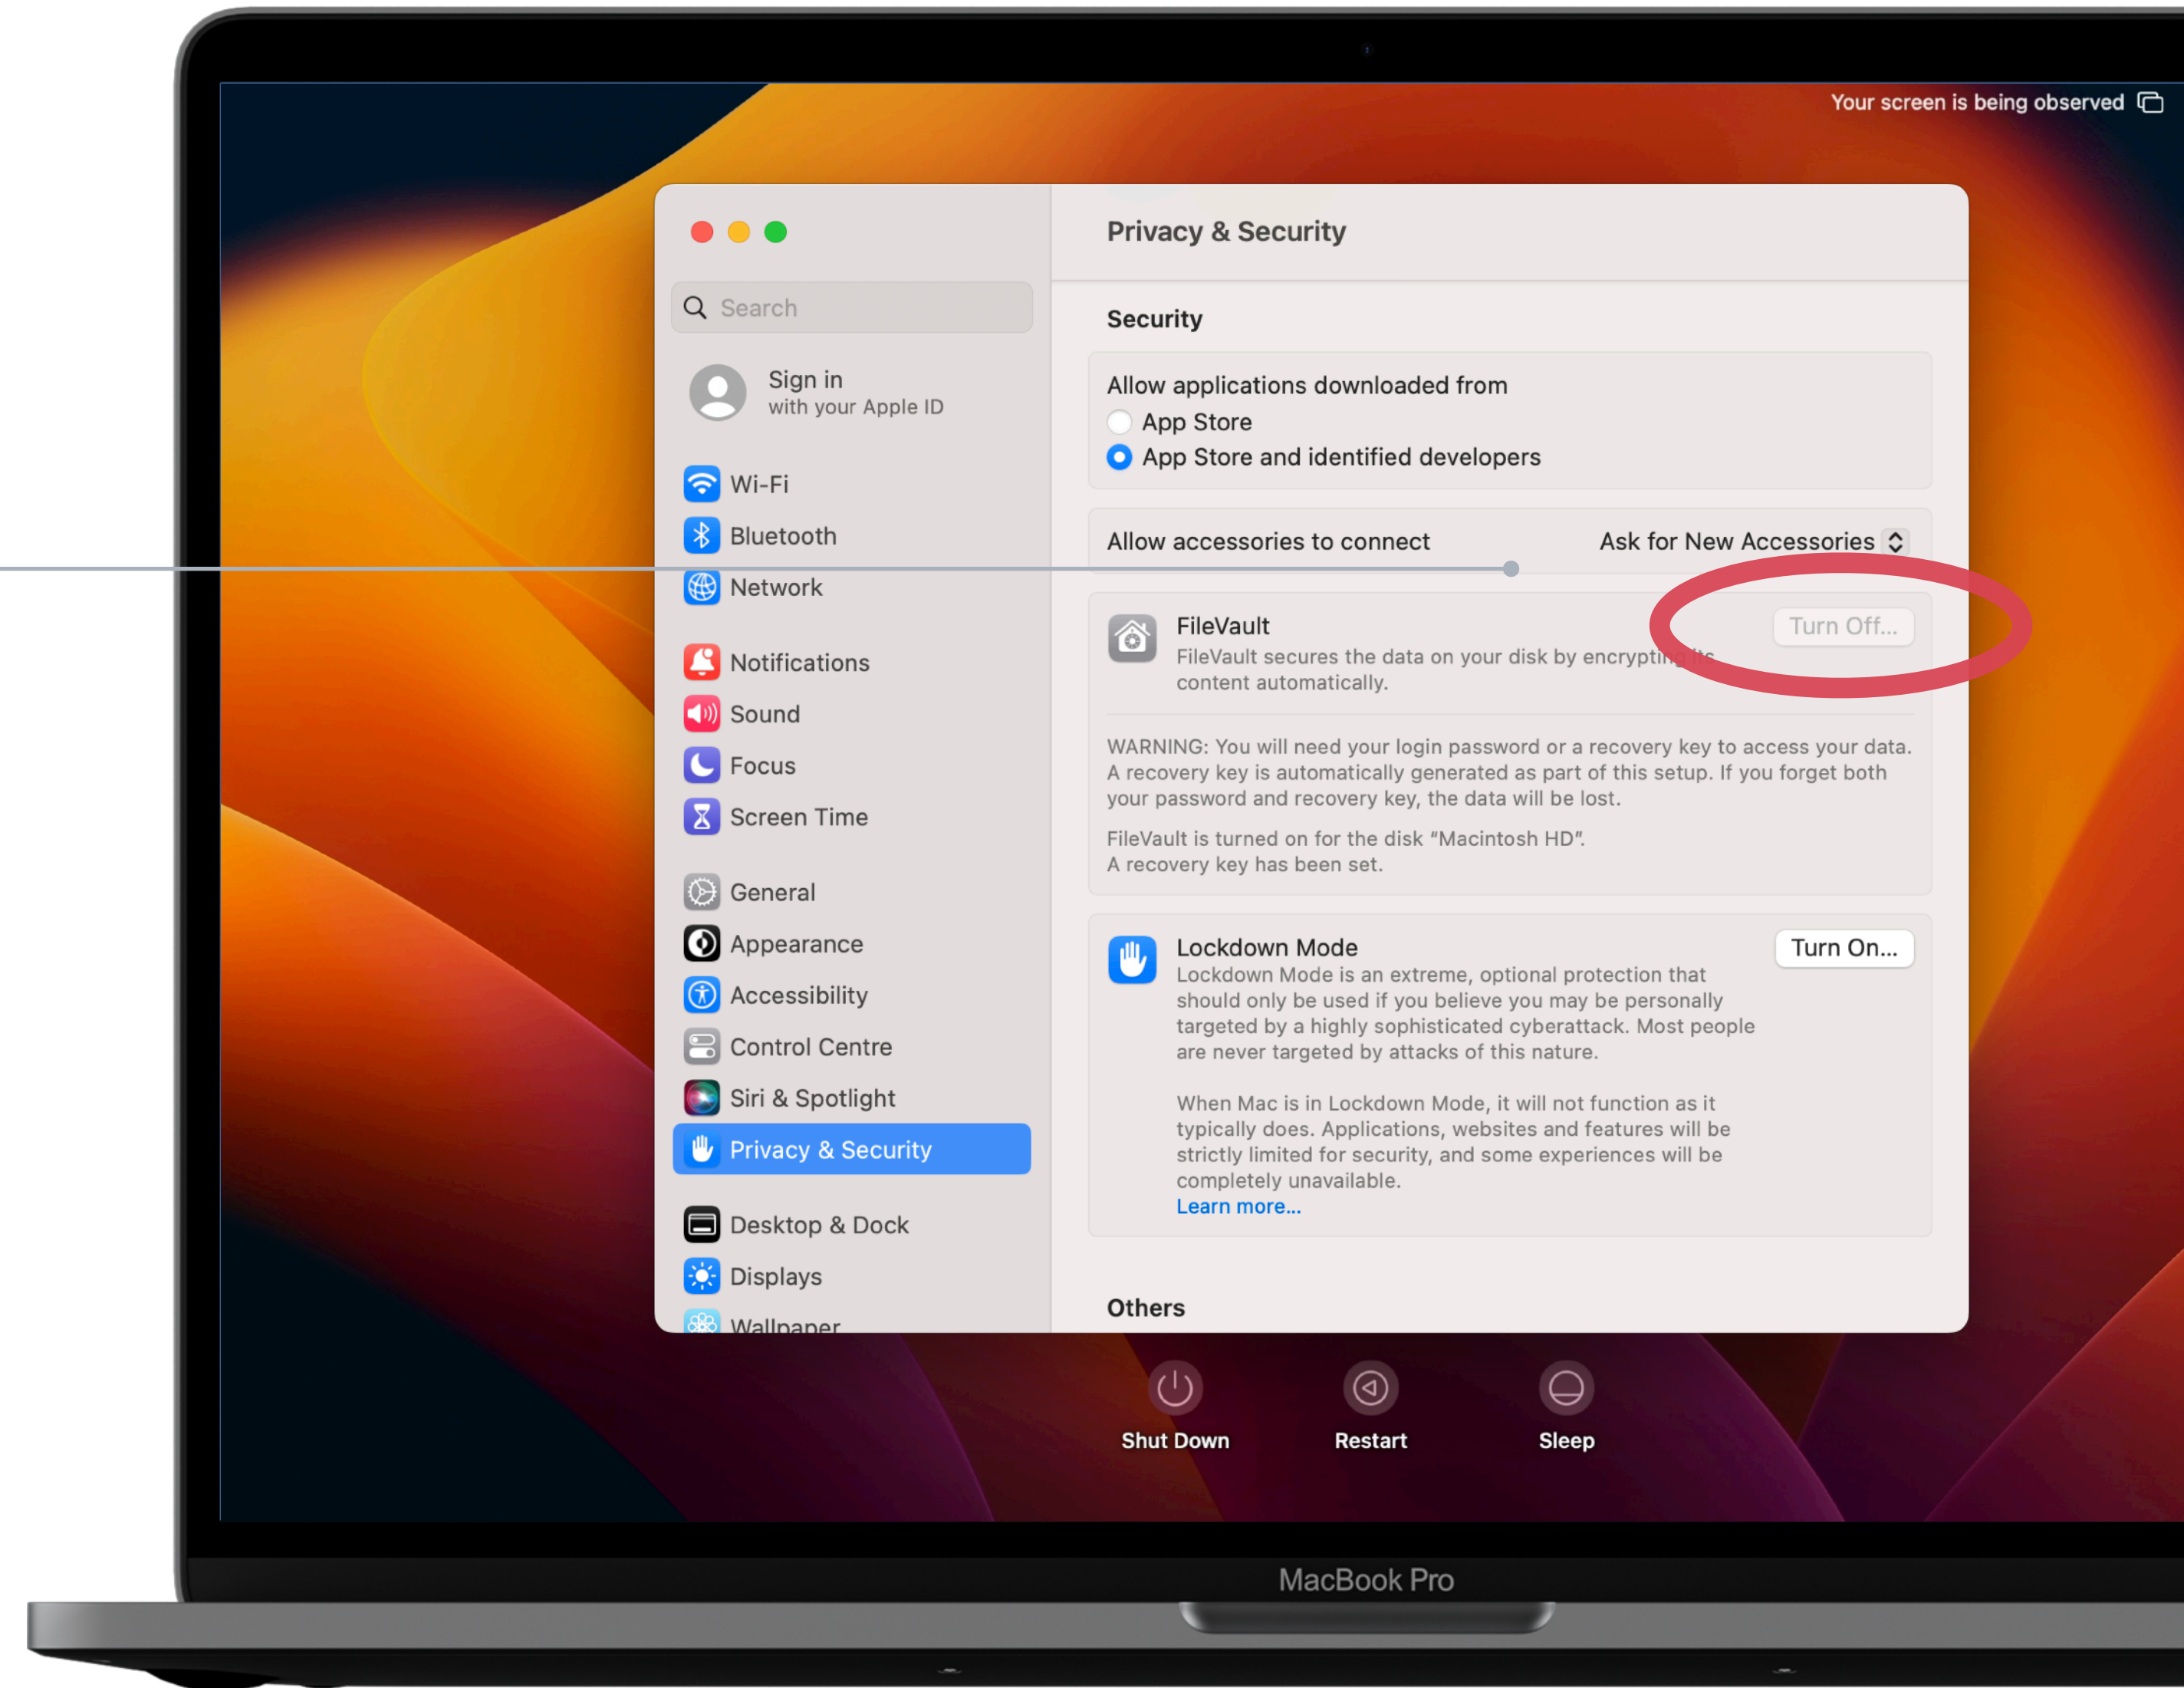 Your screen is being observed
Privacy & Security
Search
Sign in
with your Apple ID
Wi-Fi
Bluetooth
Network
Notifications
Sound
Focus
Screen Time
General
Appearance
Accessibility
Control Centre
Siri & Spotlight
Privacy & Security
Desktop & Dock
Displays
Wallpaper
Security
Allow applications downloaded from
App Store
App Store and identified developers
Allow accessories to connect
Ask for New Accessories
FileVault
Turn Off...
FileVault secures the data on your disk by encrypting its
content automatically.
WARNING: You will need your login password or a recovery key to access your data.
A recovery key is automatically generated as part of this setup. If you forget both
your password and recovery key, the data will be lost.
FileVault is turned on for the disk “Macintosh HD”.
A recovery key has been set.
Lockdown Mode
Turn On...
Lockdown Mode is an extreme, optional protection that
should only be used if you believe you may be personally
targeted by a highly sophisticated cyberattack. Most people
are never targeted by attacks of this nature.
When Mac is in Lockdown Mode, it will not function as it
typically does. Applications, websites and features will be
strictly limited for security, and some experiences will be
completely unavailable.
Learn more...
Others
Shut Down
Restart
Sleep
MacBook Pro